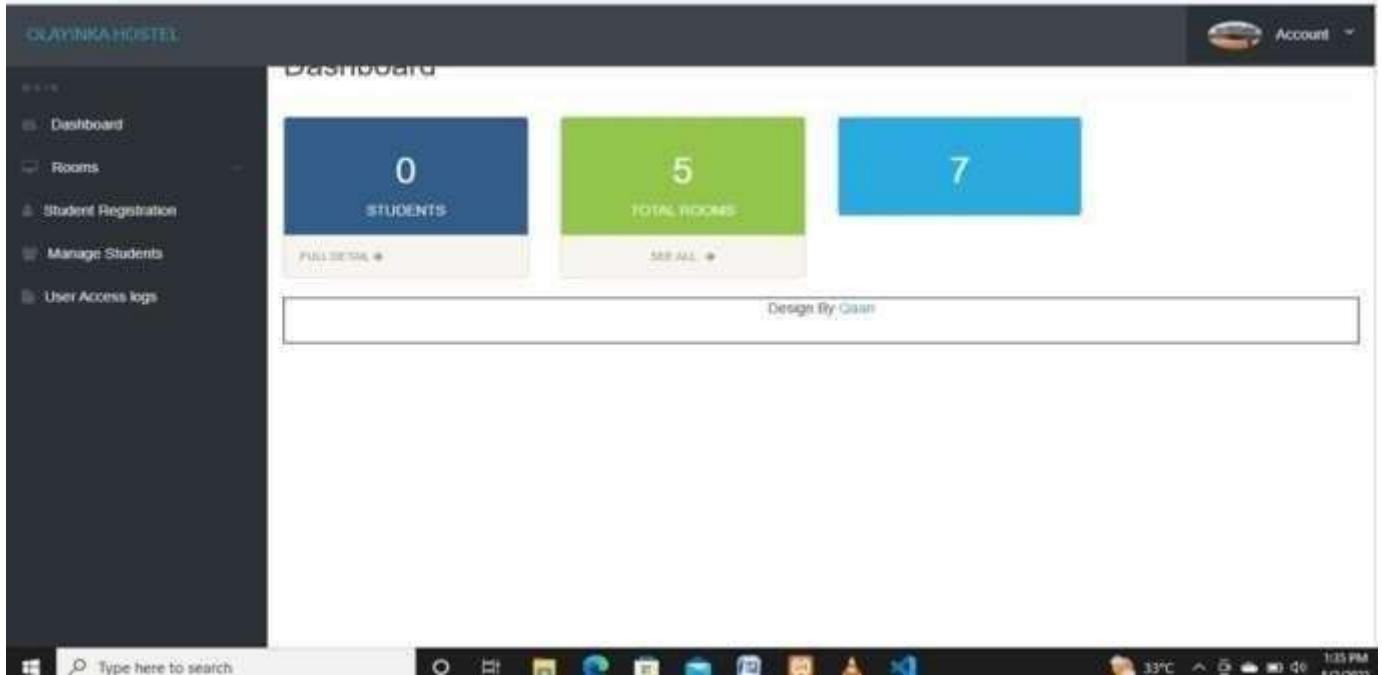 OLAYINKA HOSTEL
Account
Dashboard
MAIN
Dashboard
Rooms
Student Registration
Manage Students
User Access logs
0
STUDENTS
FULL DETAIL
5
TOTAL ROOMS
SEE ALL
7
Design By
Type here to search
33°C
1:35 PM